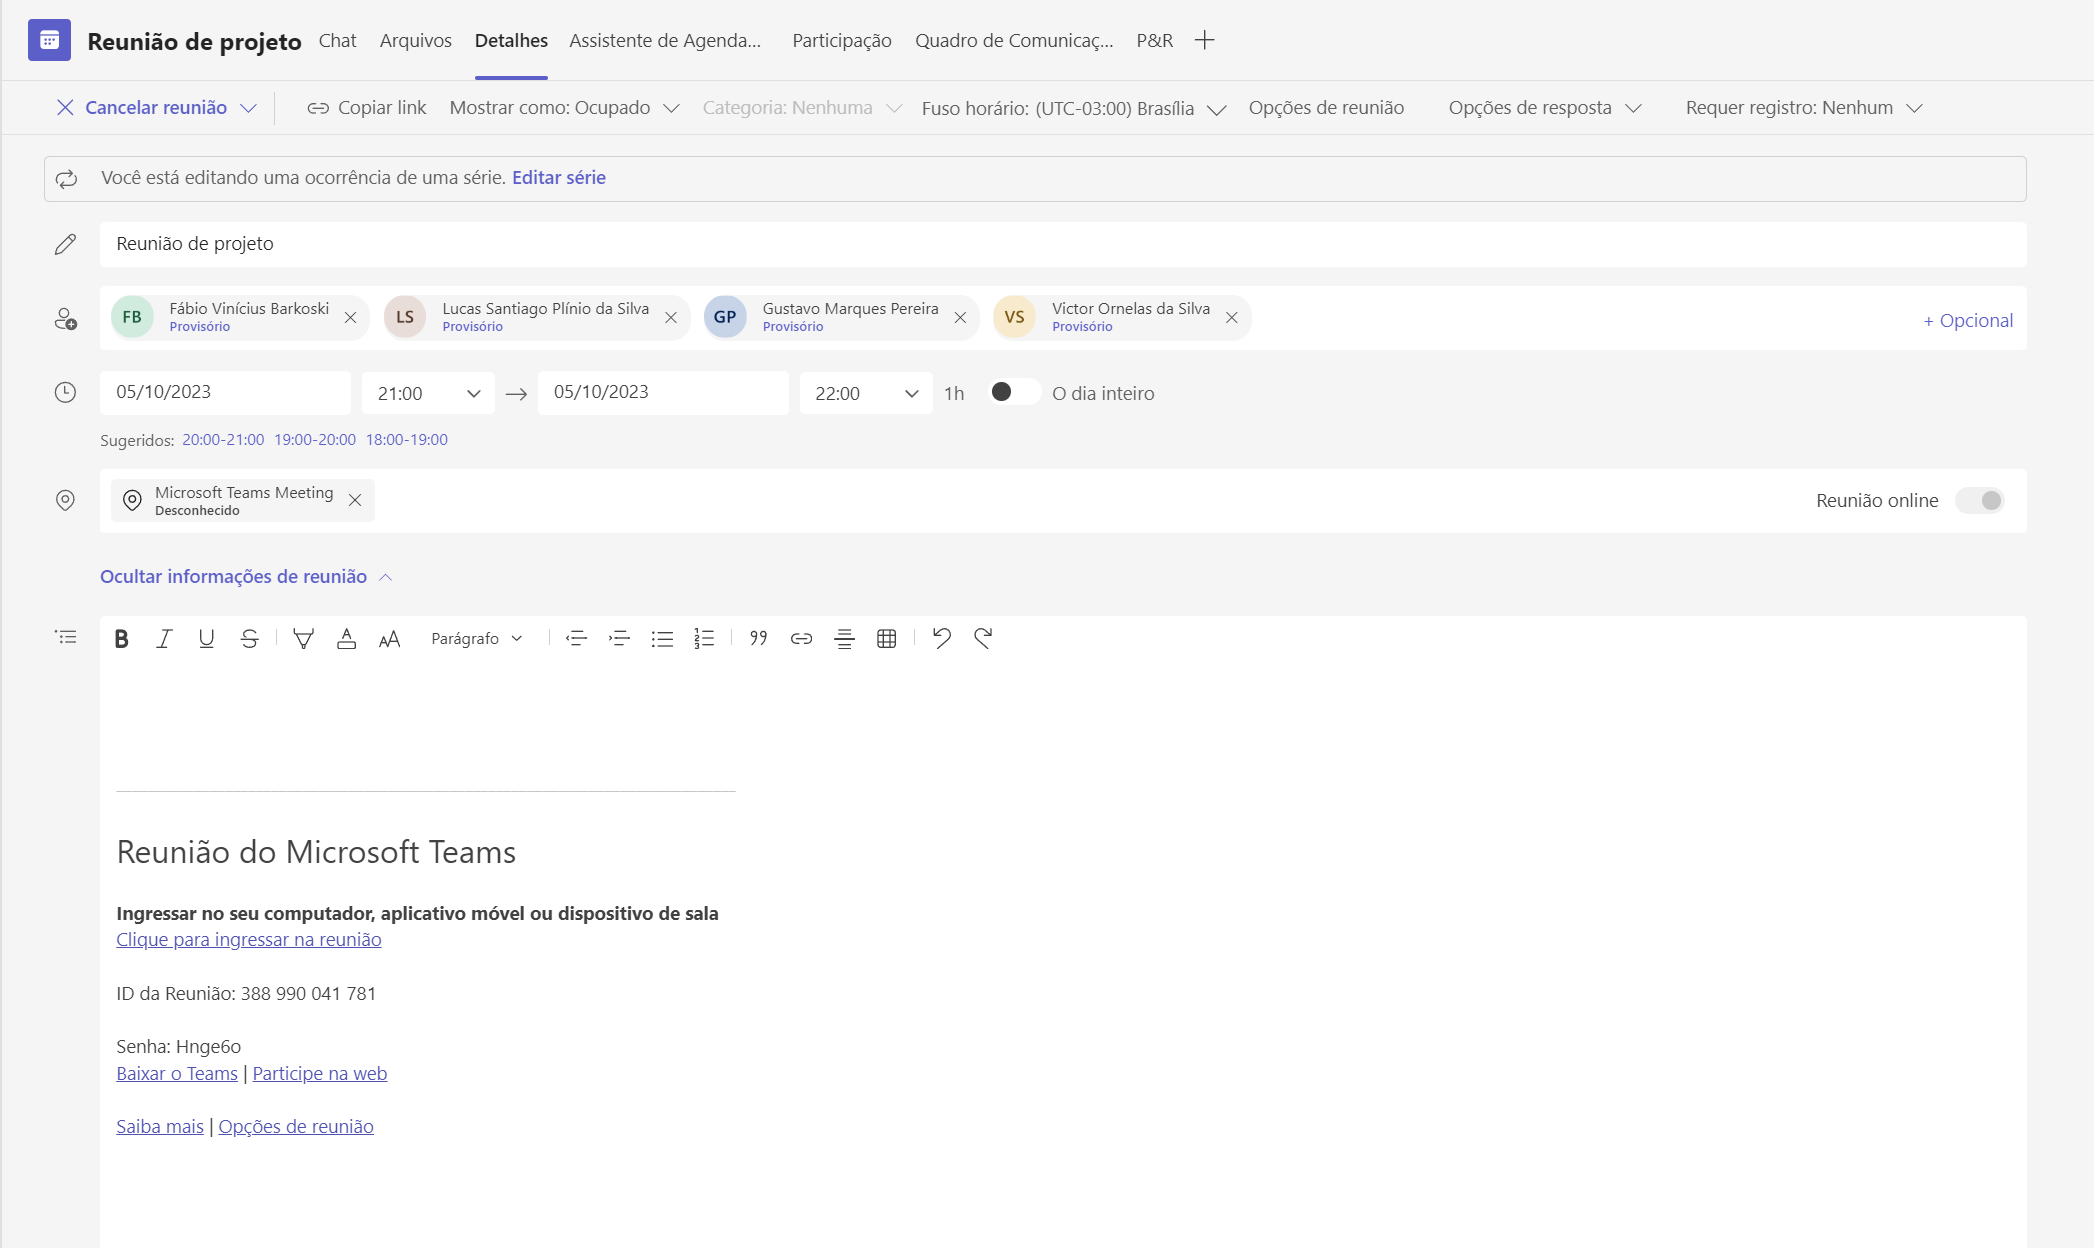 Reunião de projeto Chat Arquivos Detalhes Assistente de Agenda... Participação Quadro de Comunicaç... P&R
Cancelar reunião Copiar link Mostrar como: Ocupado Categoria: Nenhuma Fuso horário: (UTC-03:00) Brasília Opções de reunião Opções de resposta Requer registro: Nenhum
Você está editando uma ocorrência de uma série. Editar série
Reunião de projeto
FB Fábio Vinícius Barkoski LS Lucas Santiago Plínio da Silva GP Gustavo Marques Pereira VS Victor Ornelas da Silva
Provisório Provisório Provisório Provisório
+ Opcional
05/10/2023 21:00 05/10/2023 22:00 1h O dia inteiro
Sugeridos: 20:00-21:00 19:00-20:00 18:00-19:00
Microsoft Teams Meeting
Desconhecido
Reunião online
Ocultar informações de reunião
B I U S A AA Parágrafo
Reunião do Microsoft Teams
Ingressar no seu computador, aplicativo móvel ou dispositivo de sala
Clique para ingressar na reunião
ID da Reunião: 388 990 041 781
Senha: Hnge6o
Baixar o Teams | Participe na web
Saiba mais | Opções de reunião